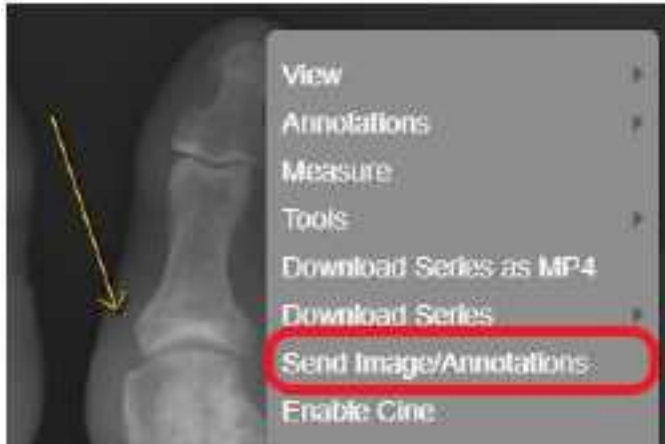 View
Annotations
Measure
Tools
Download Series as MP4
Download Series
Send Image/Annotations
Enable Cine